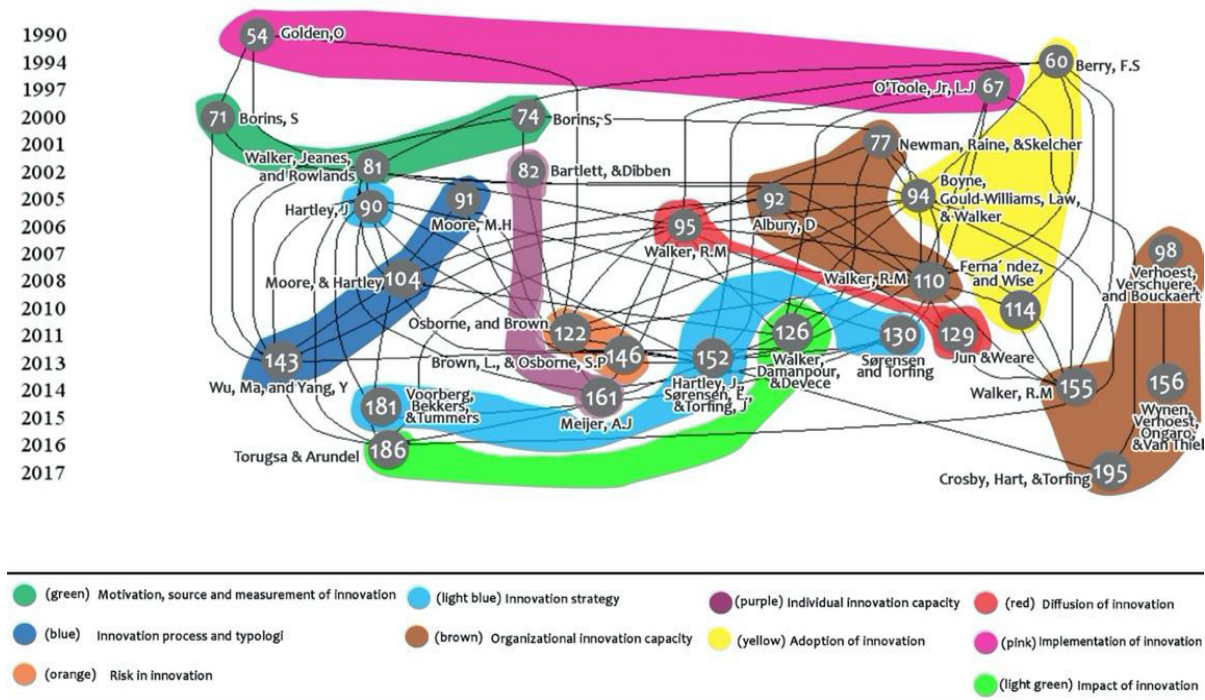 1990
54
Golden,O
1994
60
Berry, F.S
1997
O'Toole, Jr, L.J
67
2000
71
Borins, S
74
Borins, S
2001
77
Newman, Raine, &Skelcher
Walker, Jeanes,
and Rowlands
81
2002
82
Bartlett, &Dibben
2005
Hartley, J
90
91
Moore, M.H
92
Albury, D
94
Boyne,
Gould-Williams, Law,
& Walker
2006
95
Walker, R.M
2007
98
Verhoest,
Verschuere,
and Bouckaert
2008
Moore, & Hartley
104
Walker, R.M
110
Ferna´ndez,
and Wise
2010
114
2011
Osborne, and Brown
122
126
Walker,
Damanpour,
&Devece
130
Sørensen
and Torfing
129
Jun &Weare
2013
143
Wu, Ma, and Yang, Y
Brown, L., & Osborne, S.P
146
152
Hartley, J.,
Sørensen, E.,
&Torfing, J
2014
161
Meijer, A.J
Walker, R.M
155
156
Wynen,
Verhoest,
Ongaro,
&Van Thiel
2015
181
Voorberg,
Bekkers,
&Tummers
2016
Torugsa & Arundel
186
2017
Crosby, Hart, &Torfing
195
(green) Motivation, source and measurement of innovation
(light blue) Innovation strategy
(purple) Individual innovation capacity
(red) Diffusion of innovation
(blue) Innovation process and typologi
(brown) Organizational innovation capacity
(yellow) Adoption of innovation
(pink) Implementation of innovation
(orange) Risk in innovation
(light green) Impact of innovation